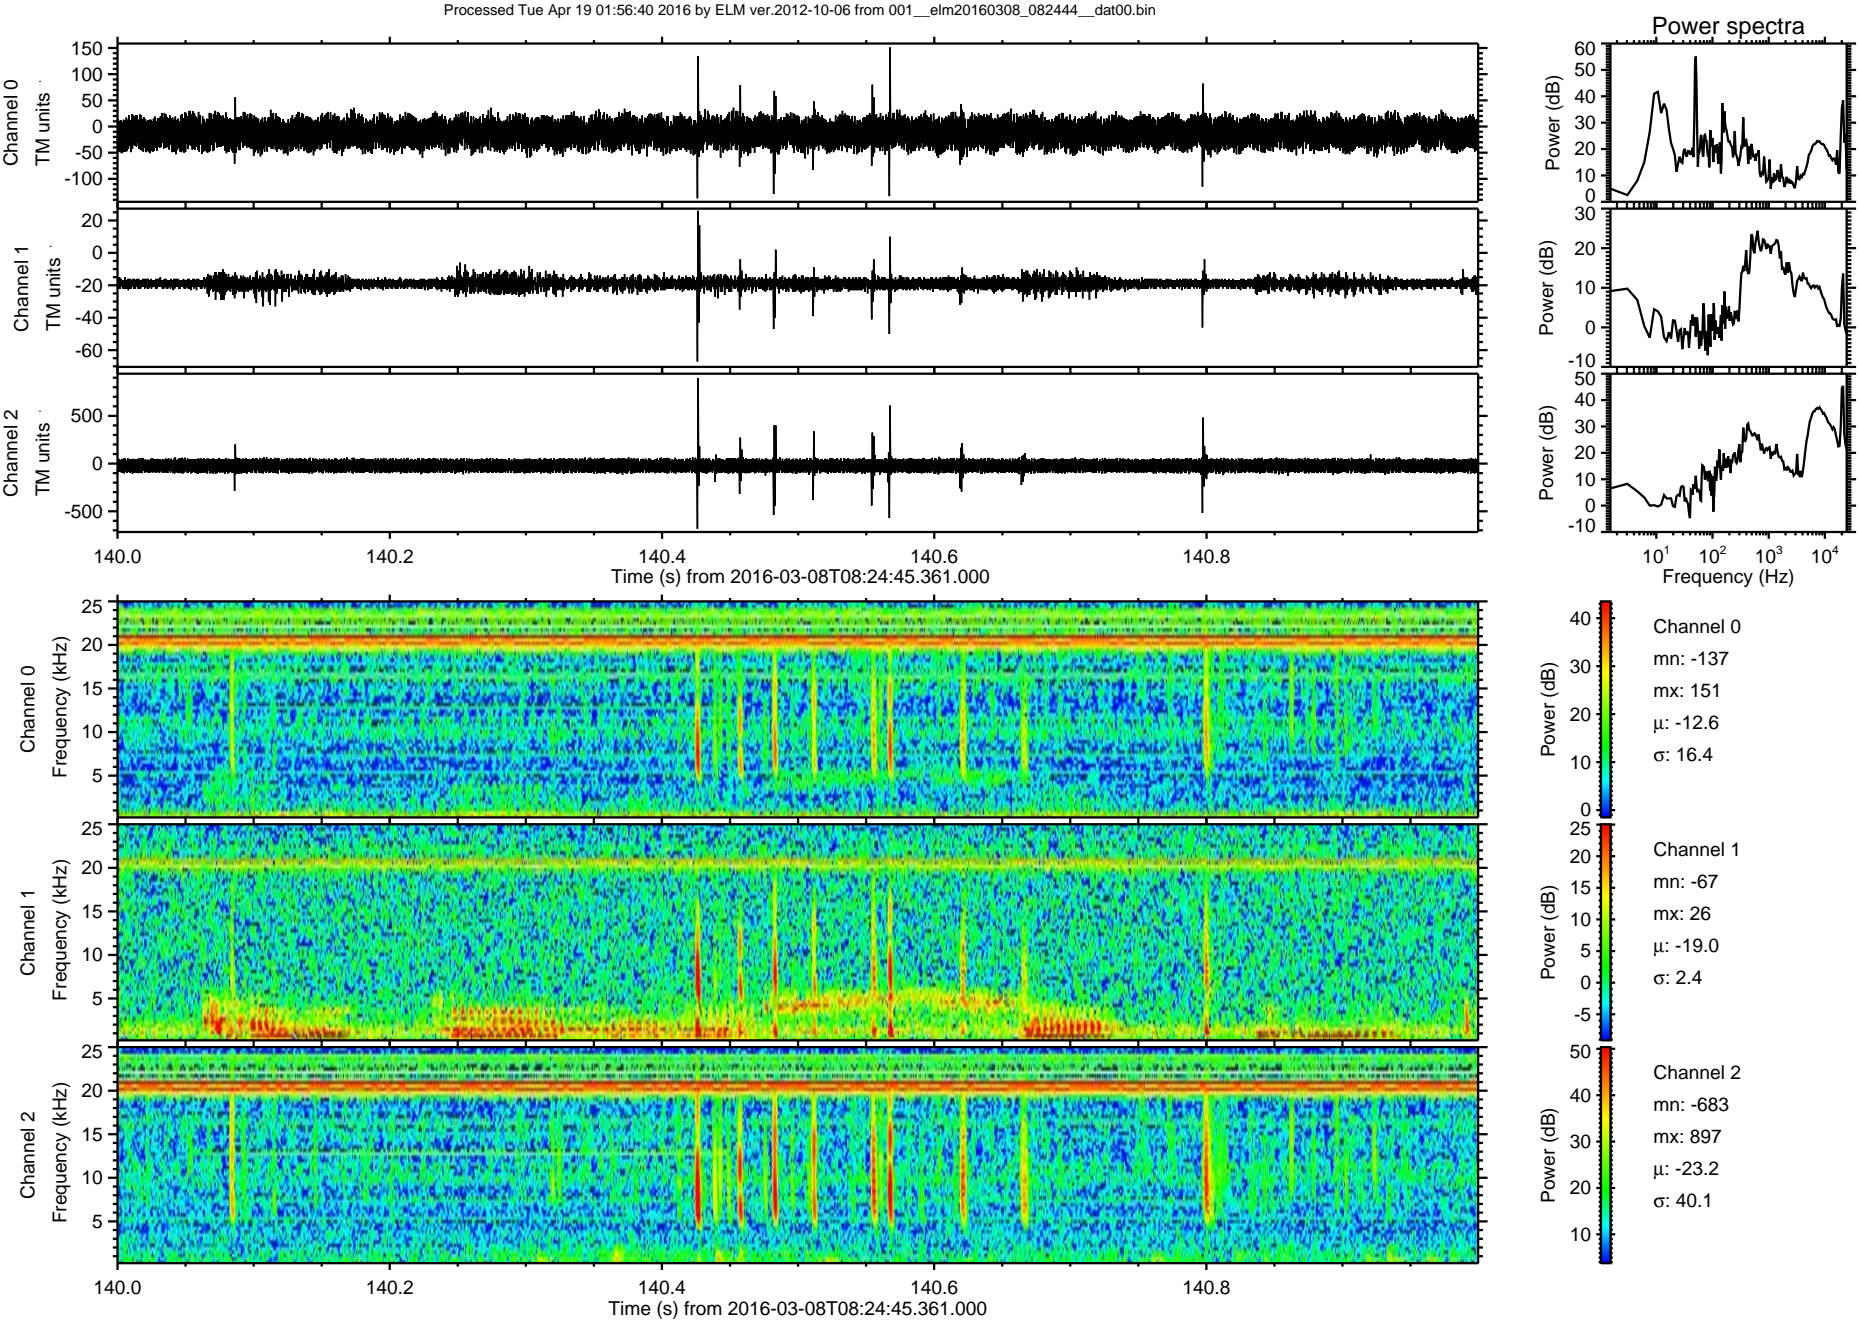 Processed Tue Apr 19 01:56:40 2016 by ELM ver.2012-10-06 from 001__elm20160308_082444__dat00.bin
Power spectra
Channel 0
TM units
150
100
50
0
-50
-100
Power (dB)
60
50
40
30
20
10
0
Channel 1
TM units
20
0
-20
-40
-60
Power (dB)
30
20
10
0
-10
Channel 2
TM units
500
0
-500
Power (dB)
50
40
30
20
10
0
-10
140.0 140.2 140.4 140.6 140.8
Time (s) from 2016-03-08T08:24:45.361.000
10¹ 10² 10³ 10⁴
Frequency (Hz)
Channel 0
Frequency (kHz)
25
20
15
10
5
Power (dB)
40
30
20
10
0
Channel 0
mn: -137
mx: 151
μ: -12.6
σ: 16.4
Channel 1
Frequency (kHz)
25
20
15
10
5
Power (dB)
25
20
15
10
5
0
-5
Channel 1
mn: -67
mx: 26
μ: -19.0
σ: 2.4
Channel 2
Frequency (kHz)
25
20
15
10
5
Power (dB)
50
40
30
20
10
Channel 2
mn: -683
mx: 897
μ: -23.2
σ: 40.1
140.0 140.2 140.4 140.6 140.8
Time (s) from 2016-03-08T08:24:45.361.000